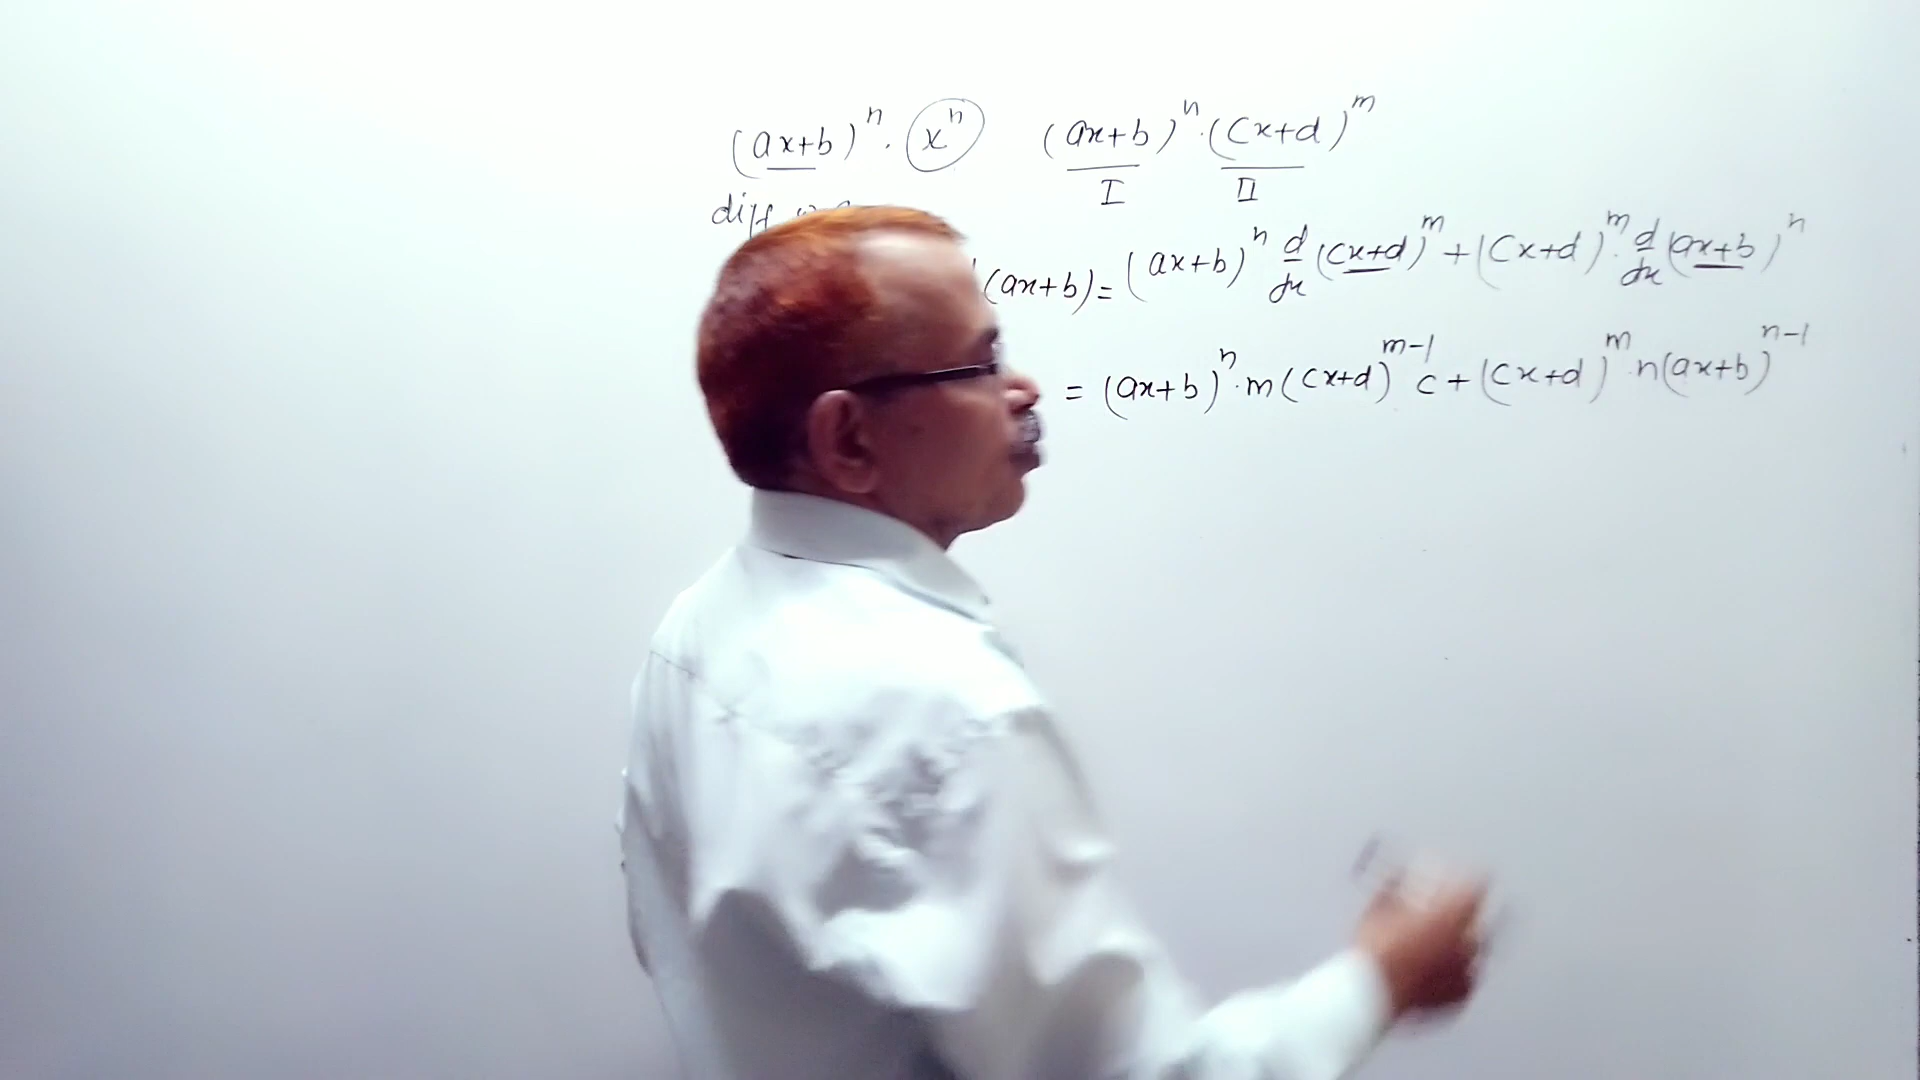 (ax+b)^n . x^n (ax+b)^n . (cx+d)^m
I II
diff
(ax+b) = (ax+b)^n d/dx (cx+d)^m + (cx+d)^m . d/dx (ax+b)^n
= (ax+b)^n . m(cx+d)^{m-1} c + (cx+d)^m . n(ax+b)^{n-1}